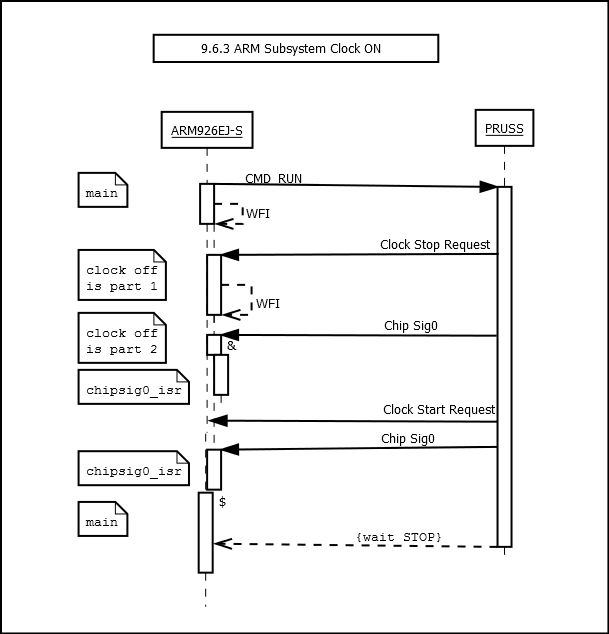 9.6.3 ARM Subsystem Clock ON
ARM926EJ-S
PRUSS
CMD_RUN
main
WFI
Clock Stop Request
clock off
is part 1
WFI
Chip Sig0
clock off
is part 2
&
chipsig0_isr
Clock Start Request
Chip Sig0
chipsig0_isr
$
main
{wait STOP}